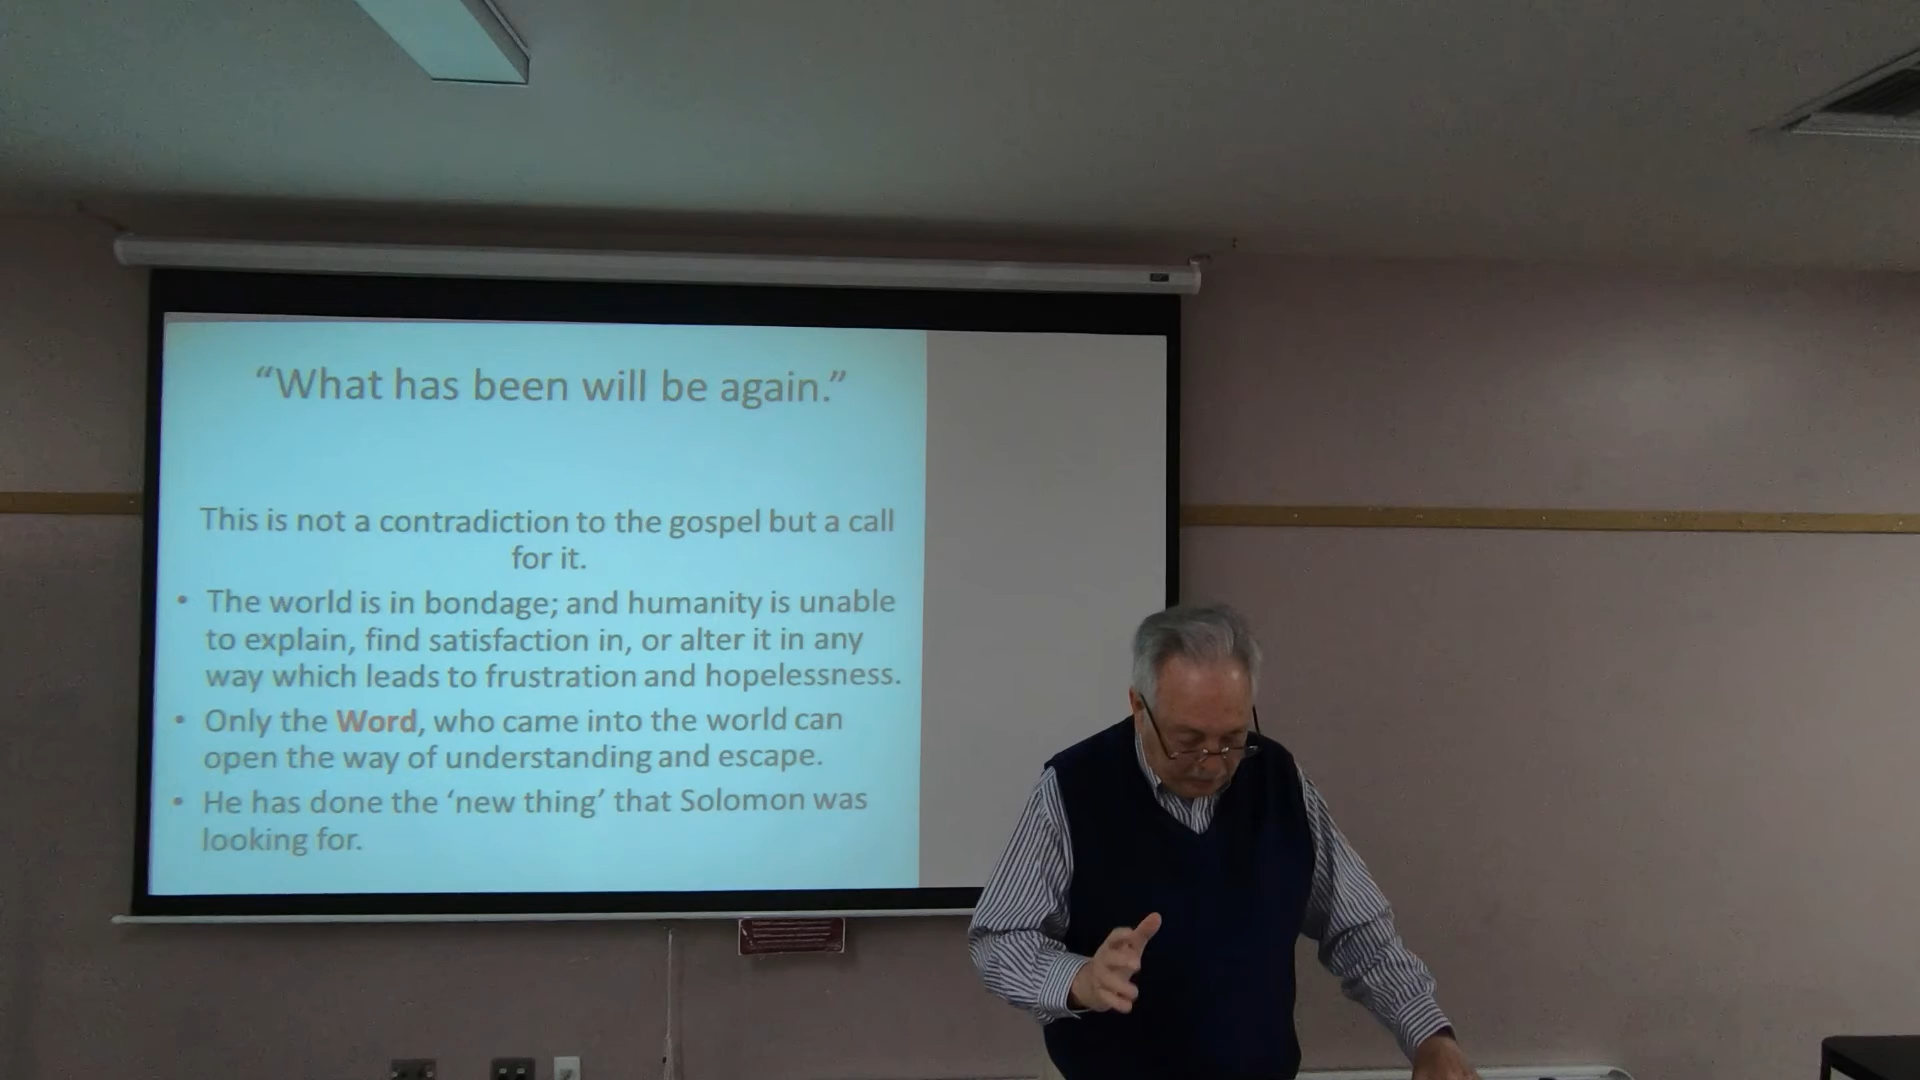 “What has been will be again.”
This is not a contradiction to the gospel but a call
for it.
• The world is in bondage; and humanity is unable
to explain, find satisfaction in, or alter it in any
way which leads to frustration and hopelessness.
• Only the Word, who came into the world can
open the way of understanding and escape.
• He has done the ‘new thing’ that Solomon was
looking for.